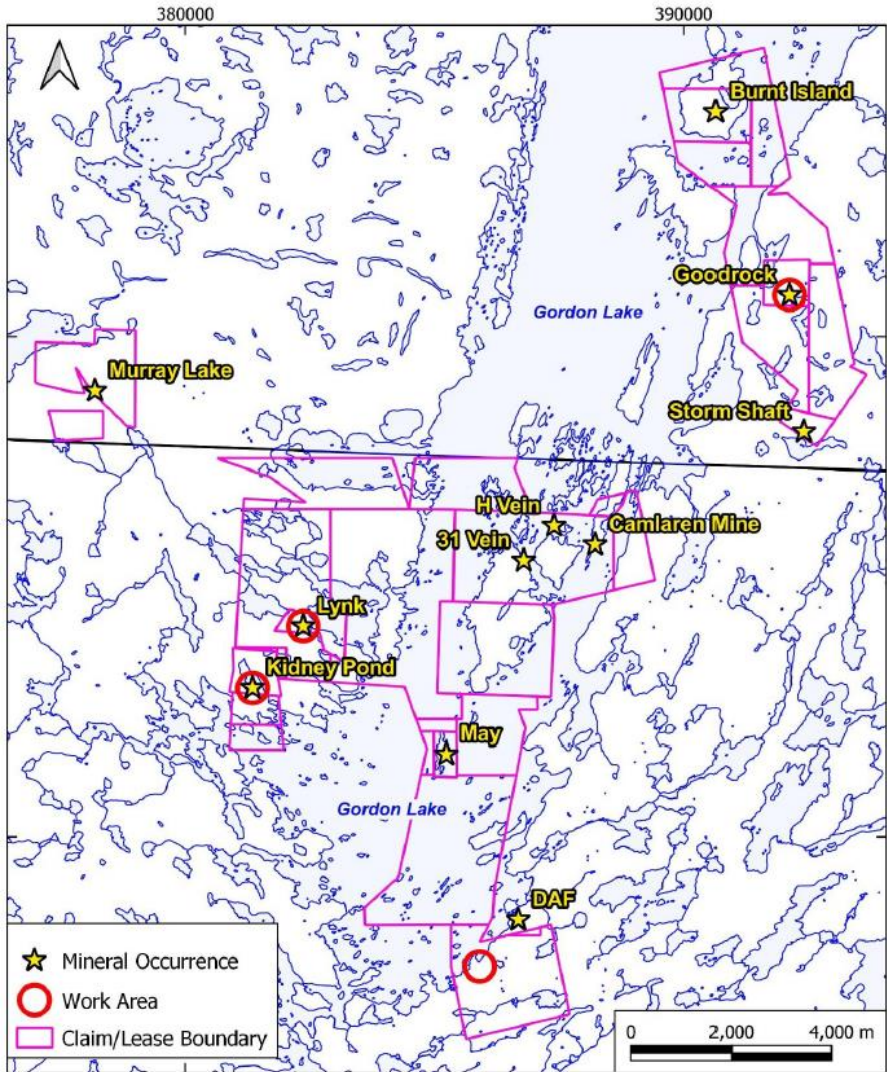 380000
390000
Burnt Island
Goodrock
Gordon Lake
Murray Lake
Storm Shaft
H Vein
Camlaren Mine
31 Vein
Lynk
Kidney Pond
May
Gordon Lake
DAF
Mineral Occurrence
Work Area
Claim/Lease Boundary
0 2,000 4,000 m